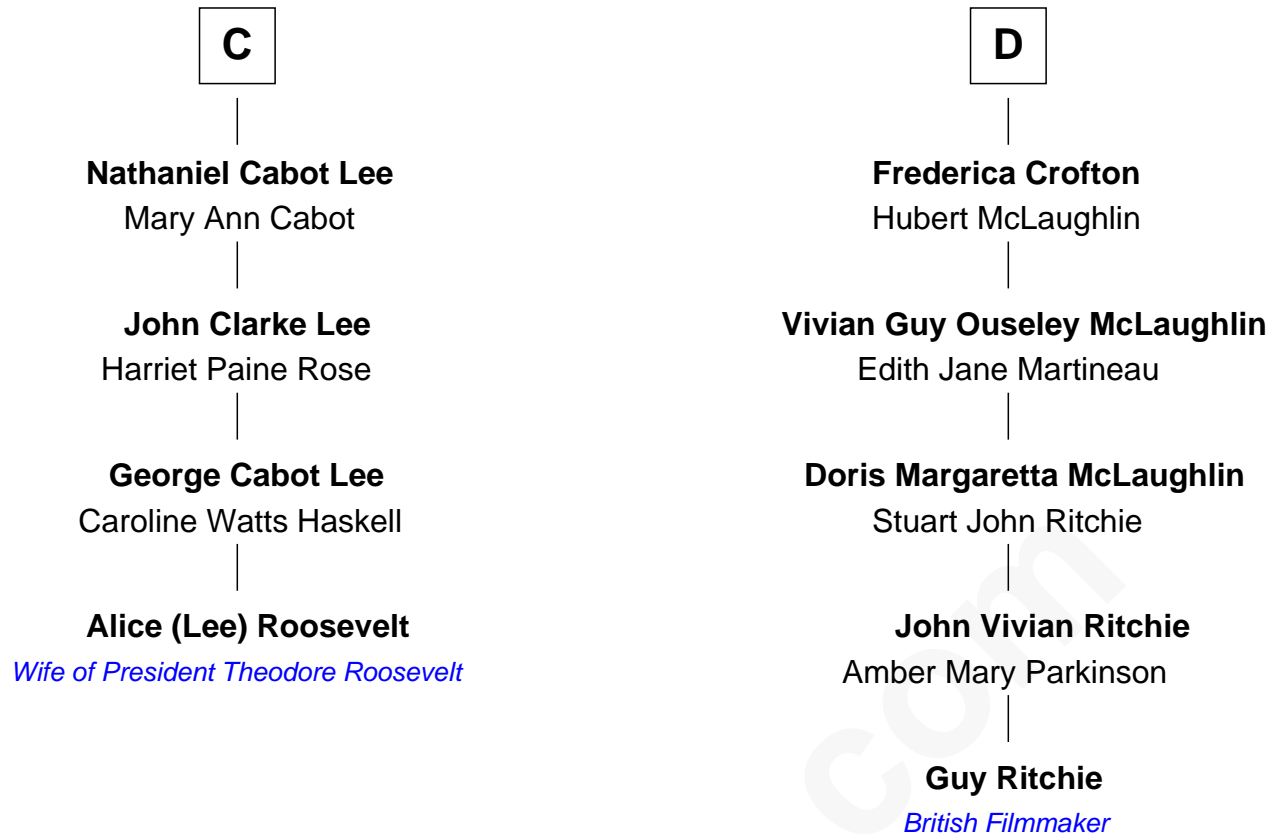 C
Nathaniel Cabot Lee
Mary Ann Cabot
John Clarke Lee
Harriet Paine Rose
George Cabot Lee
Caroline Watts Haskell
Alice (Lee) Roosevelt
Wife of President Theodore Roosevelt
D
Frederica Crofton
Hubert McLaughlin
Vivian Guy Ouseley McLaughlin
Edith Jane Martineau
Doris Margaretta McLaughlin
Stuart John Ritchie
John Vivian Ritchie
Amber Mary Parkinson
Guy Ritchie
British Filmmaker
com